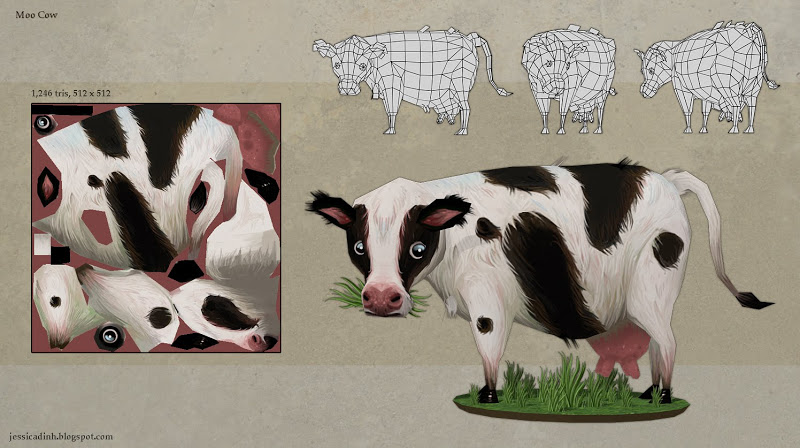 Moo Cow
1,246 tris, 512 x 512
jessicadinh.blogspot.com